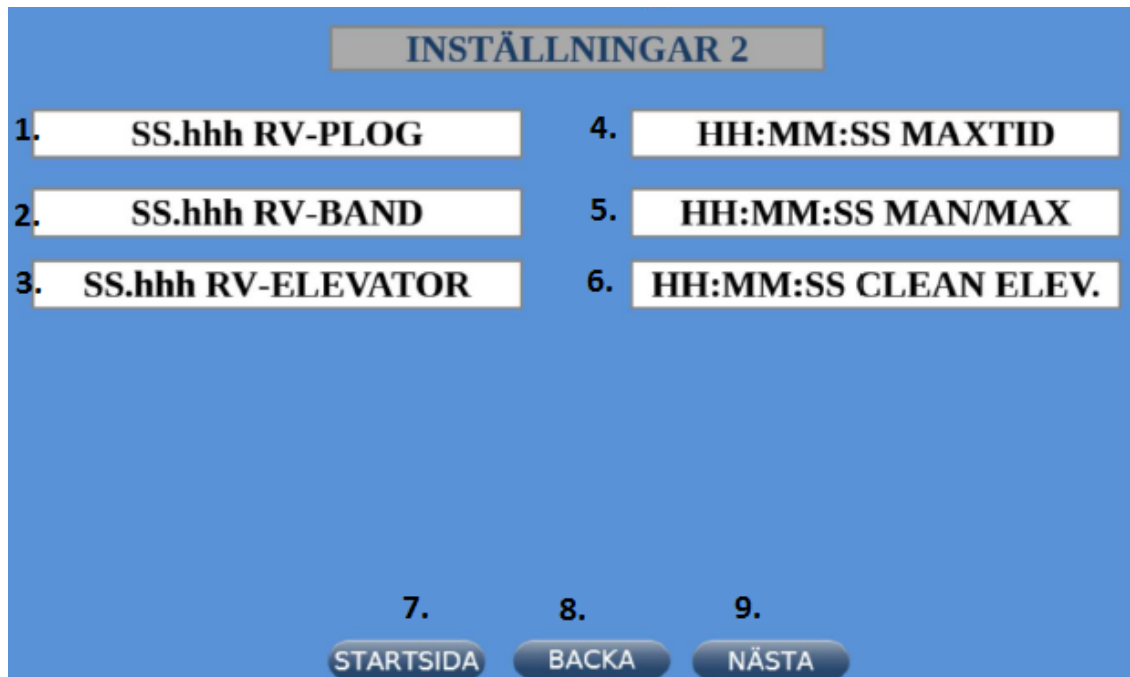 INSTÄLLNINGAR 2
1. SS.hhh RV-PLOG
4. HH:MM:SS MAXTID
2. SS.hhh RV-BAND
5. HH:MM:SS MAN/MAX
3. SS.hhh RV-ELEVATOR
6. HH:MM:SS CLEAN ELEV.
7. 8. 9.
STARTSIDA BACKA NÄSTA